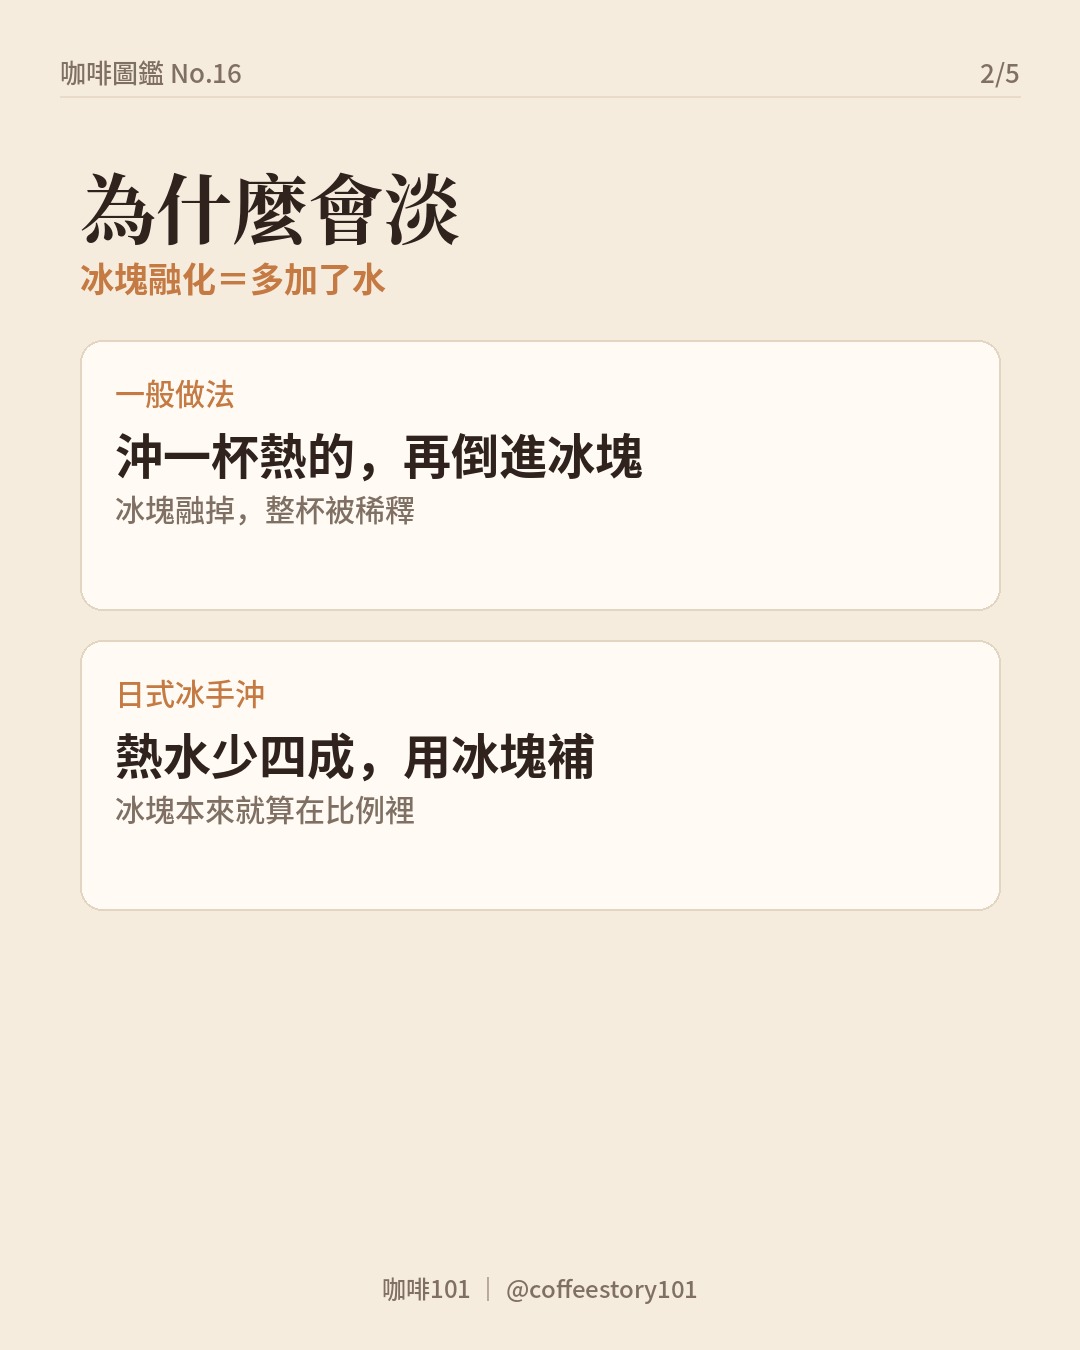 咖啡圖鑑 No.16
2/5
為什麼會淡
冰塊融化＝多加了水
一般做法
沖一杯熱的，再倒進冰塊
冰塊融掉，整杯被稀釋
日式冰手沖
熱水少四成，用冰塊補
冰塊本來就算在比例裡
咖啡101｜@coffeestory101